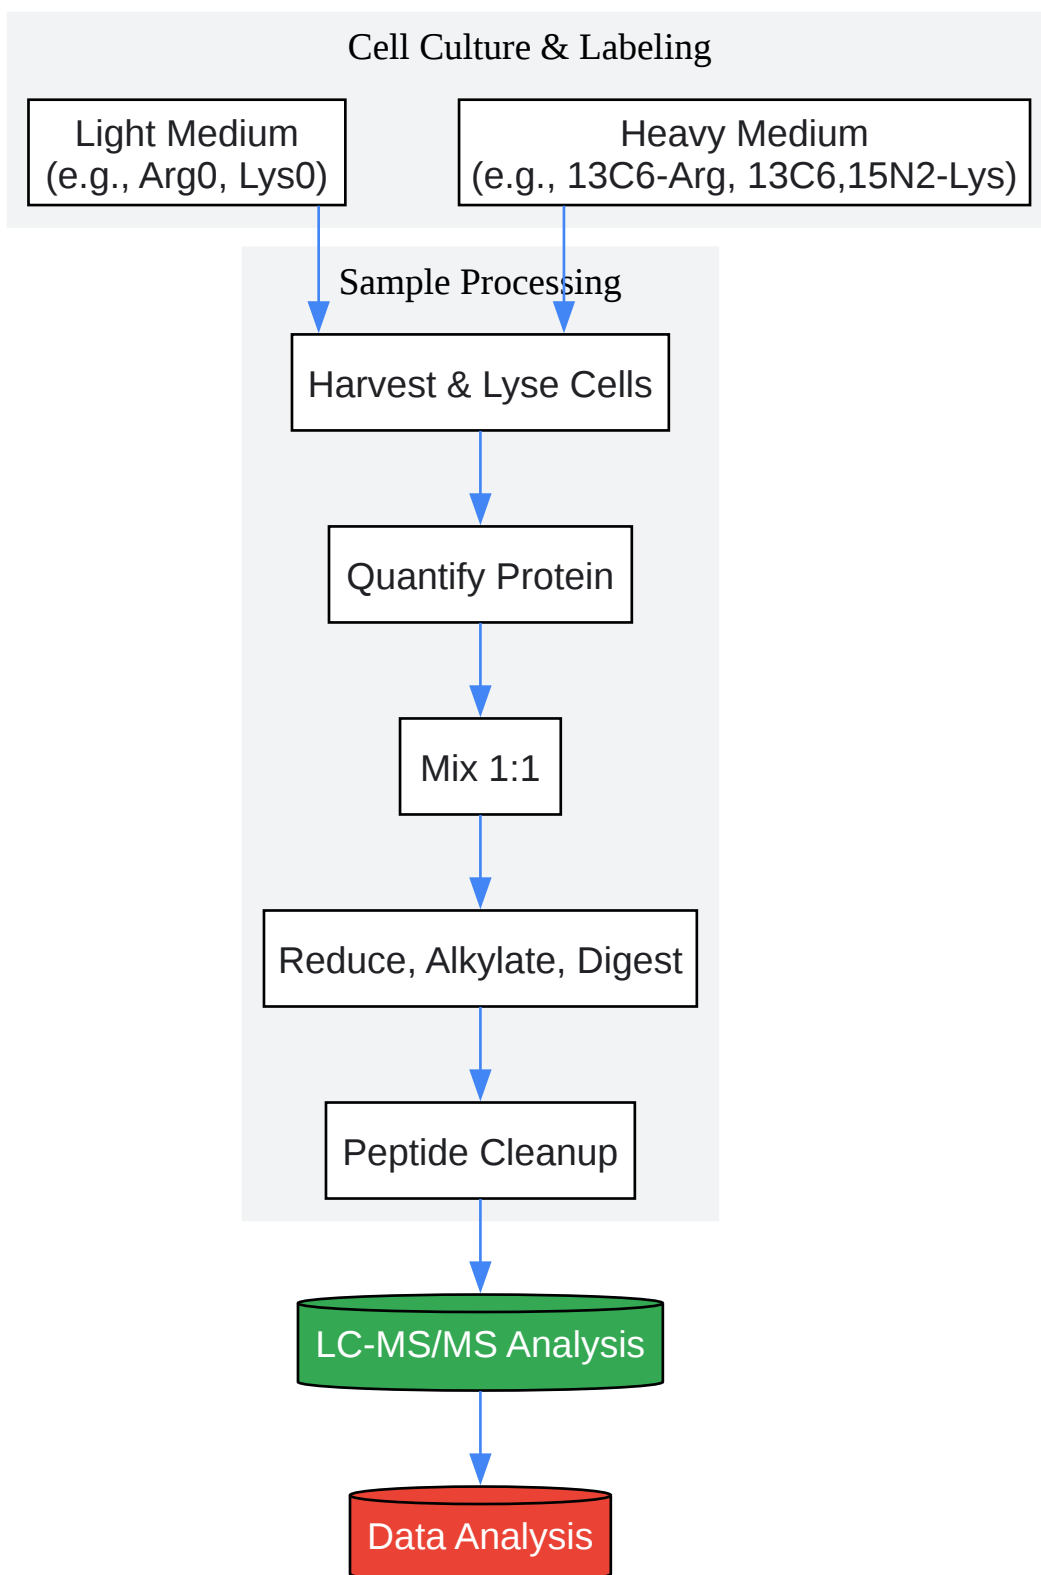 Cell Culture & Labeling
Light Medium
(e.g., Arg0, Lys0)
Heavy Medium
(e.g., 13C6-Arg, 13C6,15N2-Lys)
Sample Processing
Harvest & Lyse Cells
Quantify Protein
Mix 1:1
Reduce, Alkylate, Digest
Peptide Cleanup
LC-MS/MS Analysis
Data Analysis